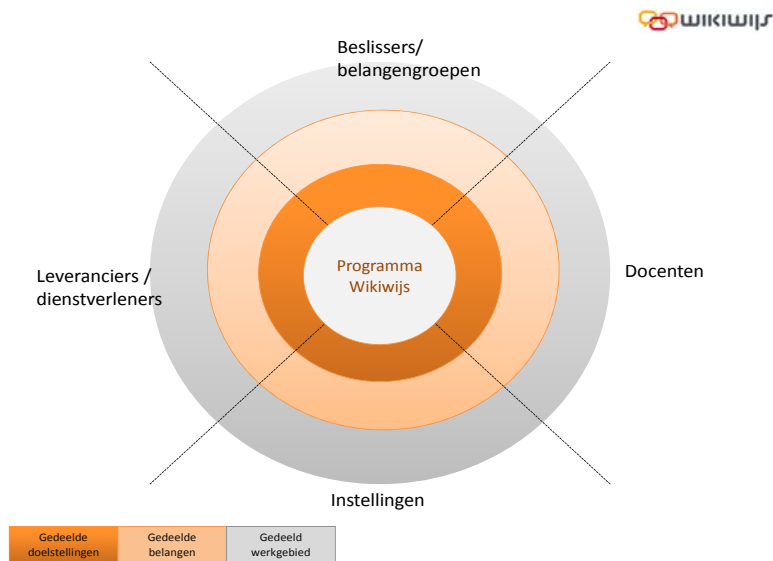 wikiwijs
Beslissers/
belangengroepen
Leveranciers /
dienstverleners
Programma
Wikiwijs
Docenten
Instellingen
Gedeelde
doelstellingen
Gedeelde
belangen
Gedeeld
werkgebied